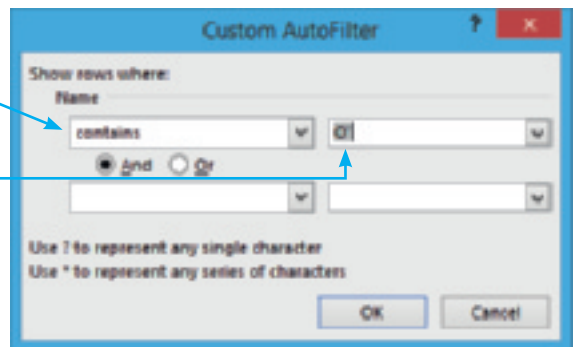 Custom AutoFilter ?
Show rows where:
Name
contains O'
And Or
Use ? to represent any single character
Use * to represent any series of characters
OK Cancel